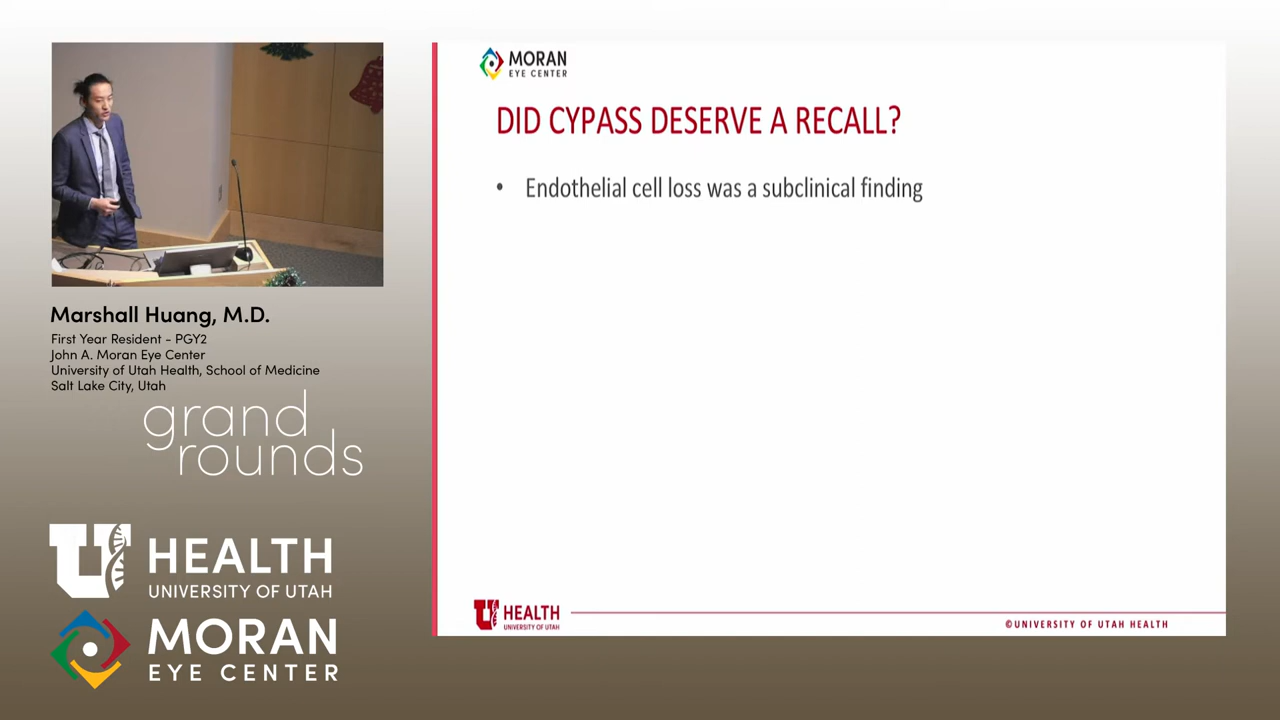 Marshall Huang, M.D.
First Year Resident - PGY2
John A. Moran Eye Center
University of Utah Health, School of Medicine
Salt Lake City, Utah
grand
rounds
U
HEALTH
UNIVERSITY OF UTAH
MORAN
EYE CENTER
MORAN
EYE CENTER
DID CYPASS DESERVE A RECALL?
• Endothelial cell loss was a subclinical finding
U HEALTH
UNIVERSITY OF UTAH
©UNIVERSITY OF UTAH HEALTH